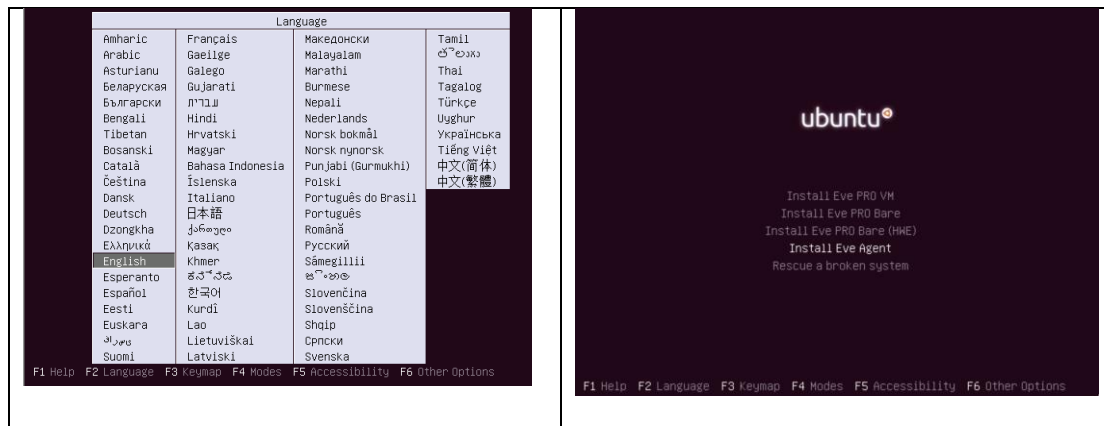 Language
Amharic
Arabic
Asturianu
Беларуская
Български
Bengali
Tibetan
Bosanski
Català
Čeština
Dansk
Deutsch
Dzongkha
Ελληνικά
English
Esperanto
Español
Eesti
Euskara
Suomi
Français
Gaeilge
Galego
Gujarati
עברית
Hindi
Hrvatski
Magyar
Bahasa Indonesia
Íslenska
Italiano
日本語
ქართული
Қазақ
Khmer
한국어
Kurdî
Lao
Lietuviškai
Latviski
Македонски
Malayalam
Marathi
Burmese
Nepali
Nederlands
Norsk bokmål
Norsk nynorsk
Punjabi (Gurmukhi)
Polski
Português do Brasil
Português
Română
Русский
Sámegillii
Slovenčina
Slovenščina
Shqip
Српски
Svenska
Tamil
Thai
Tagalog
Türkçe
Uyghur
Українська
Tiếng Việt
中文(简体)
中文(繁體)
F1 Help F2 Language F3 Keymap F4 Modes F5 Accessibility F6 Other Options
ubuntu
Install Eve PRO VM
Install Eve PRO Bare
Install Eve PRO Bare (HWE)
Install Eve Agent
Rescue a broken system
F1 Help F2 Language F3 Keymap F4 Modes F5 Accessibility F6 Other Options